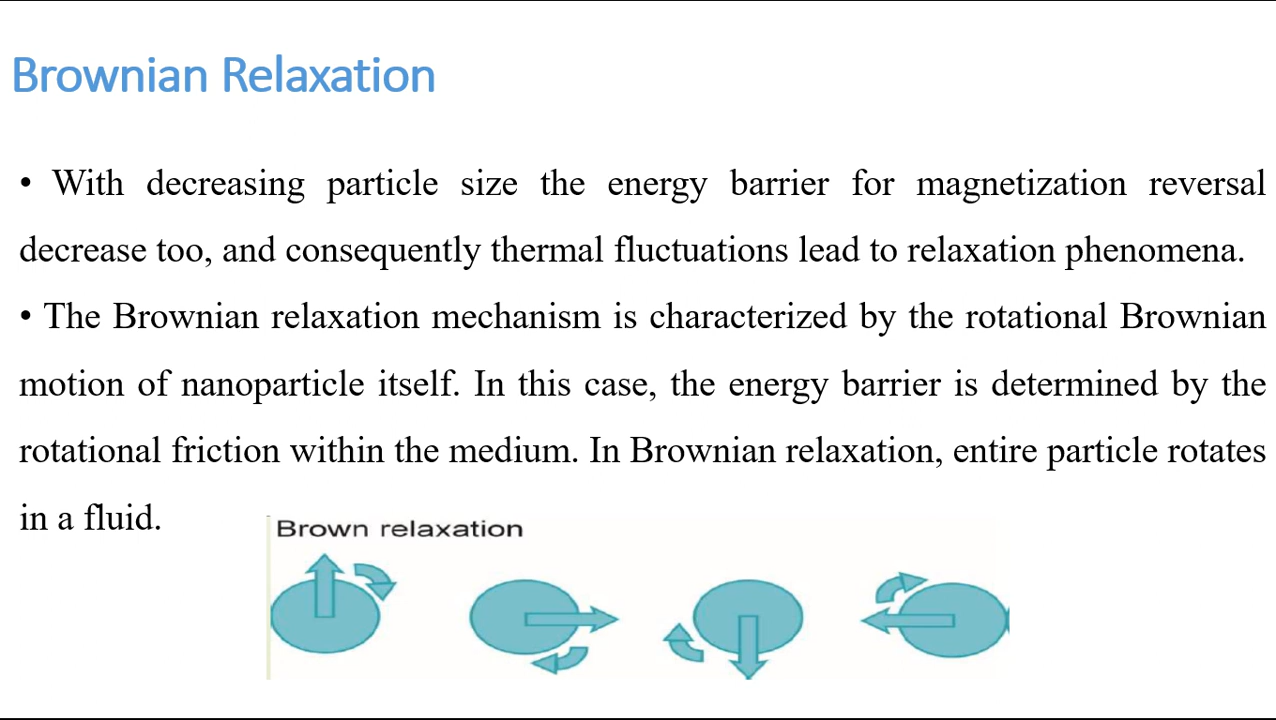 Brownian Relaxation
• With decreasing particle size the energy barrier for magnetization reversal
decrease too, and consequently thermal fluctuations lead to relaxation phenomena.
• The Brownian relaxation mechanism is characterized by the rotational Brownian
motion of nanoparticle itself. In this case, the energy barrier is determined by the
rotational friction within the medium. In Brownian relaxation, entire particle rotates
in a fluid.
Brown relaxation